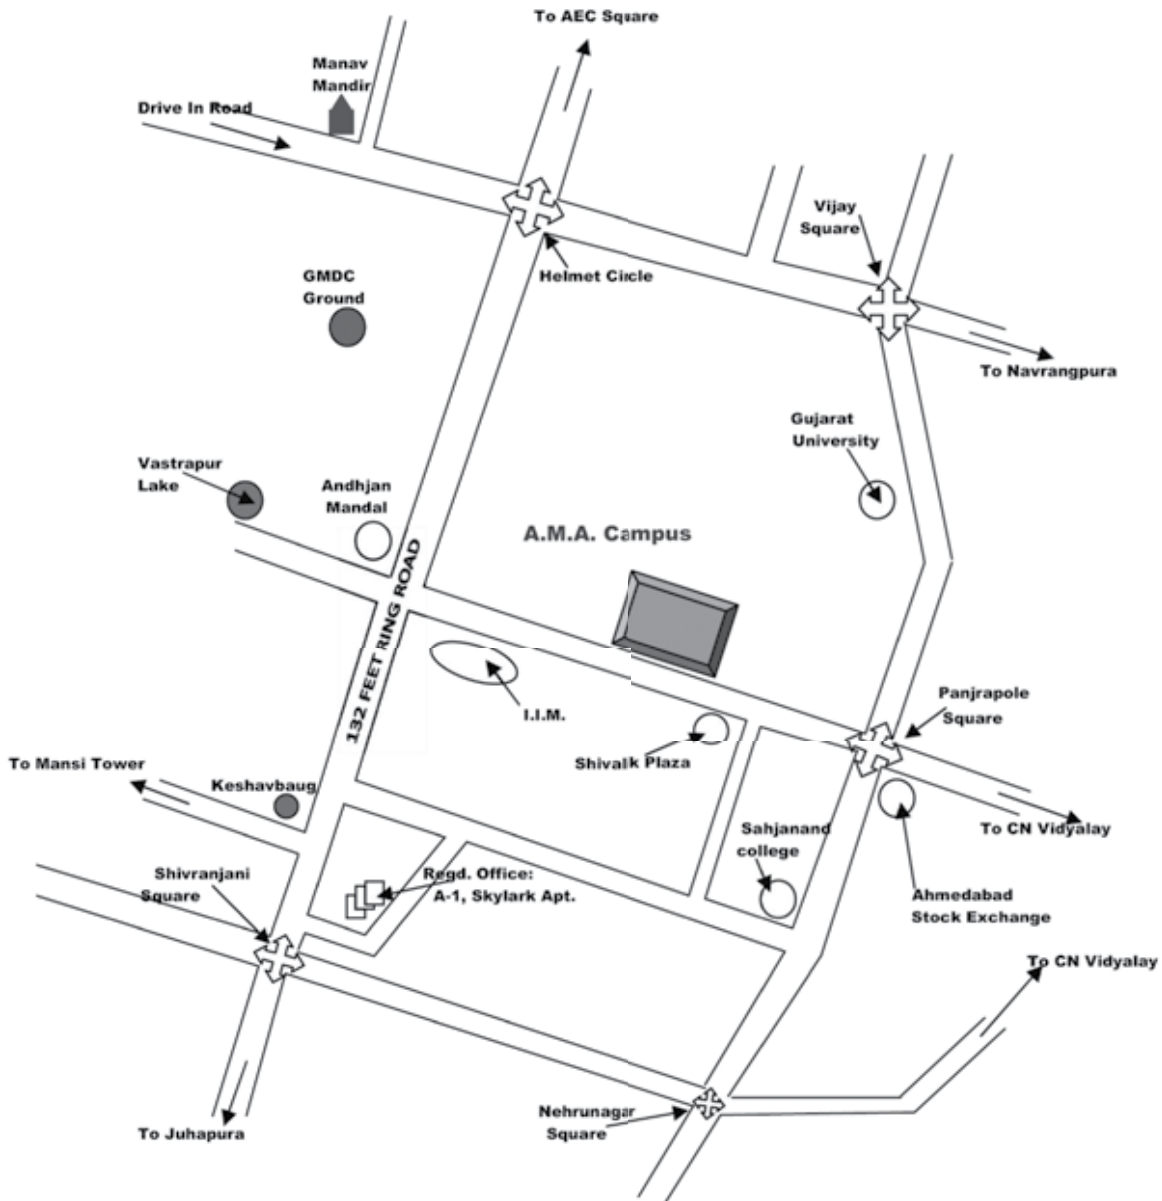 To AEC Square
Manav
Mandir
Drive In Road
Vijay
Square
Helmet Circle
GMDC
Ground
To Navrangpura
Gujarat
University
Vastrapur
Lake
Andhjan
Mandal
A.M.A. Campus
132 FEET RING ROAD
I.I.M.
Panjrapole
Square
Shivalik Plaza
To Mansi Tower
Keshavbaug
To CN Vidyalay
Sahjanand
college
Shivranjani
Square
Regd. Office:
A-1, Skylark Apt.
Ahmedabad
Stock Exchange
To CN Vidyalay
Nehrunagar
Square
To Juhapura